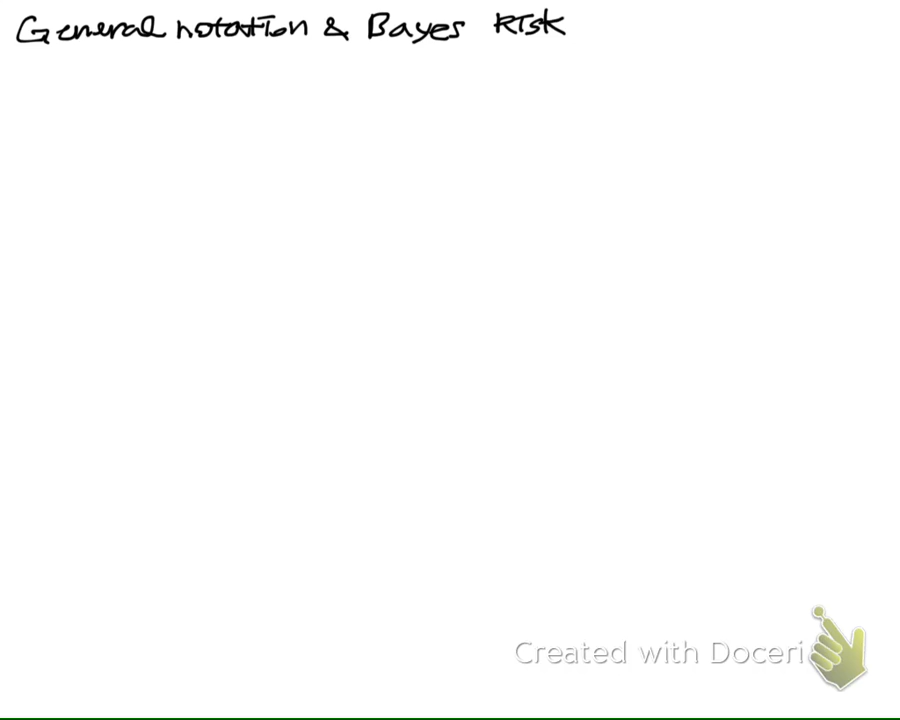 General notation & Bayes Risk
Created with Doceri